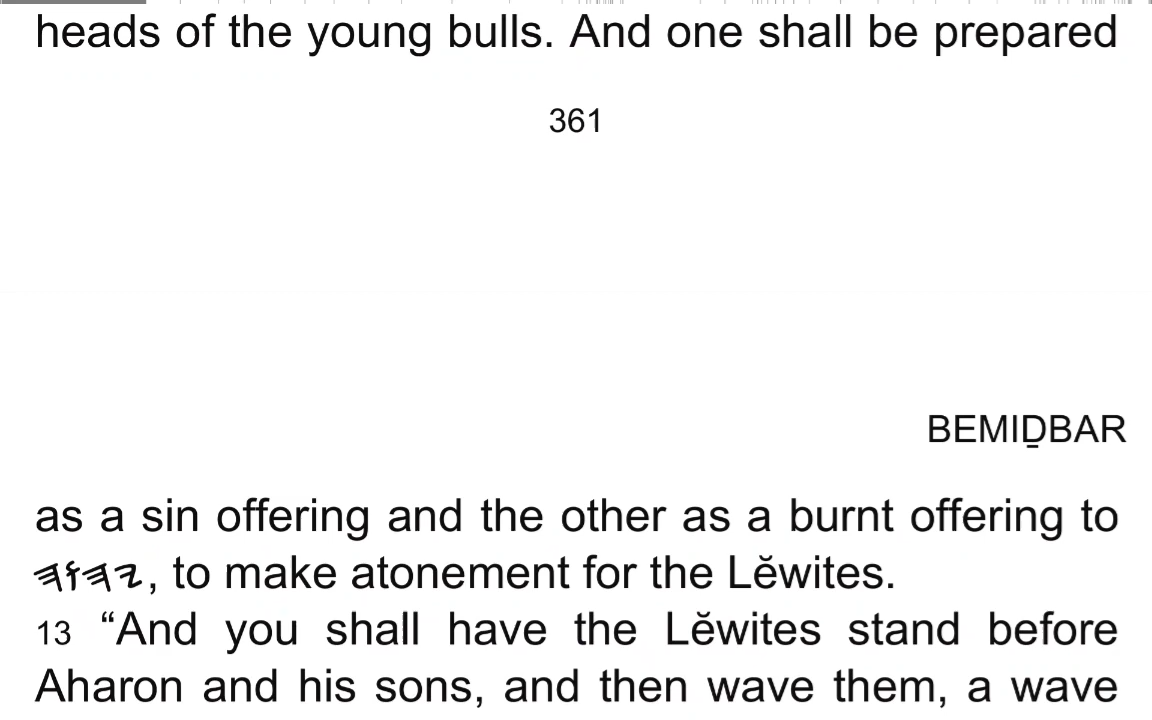 heads of the young bulls. And one shall be prepared
361
BEMIḎBAR
as a sin offering and the other as a burnt offering to
𐤉𐤄𐤅𐤄, to make atonement for the Lĕwites.
13 “And you shall have the Lĕwites stand before
Aharon and his sons, and then wave them, a wave